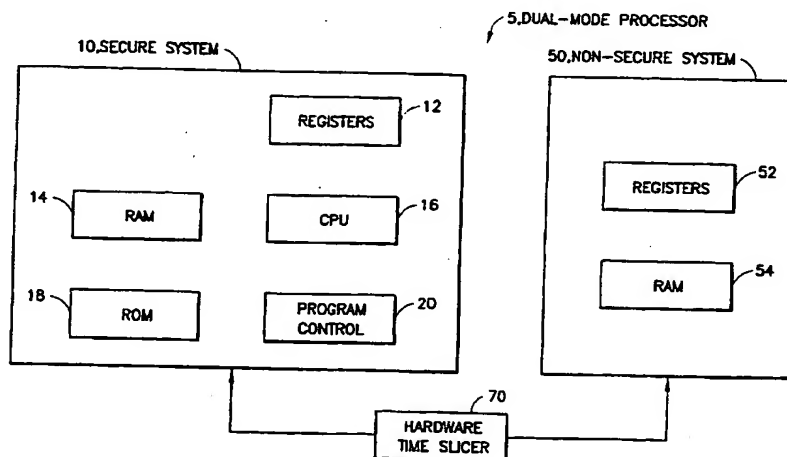 5,DUAL-MODE PROCESSOR
10,SECURE SYSTEM
50,NON-SECURE SYSTEM
12
REGISTERS
14
RAM
16
CPU
18
ROM
20
PROGRAM
CONTROL
52
REGISTERS
54
RAM
70
HARDWARE
TIME SLICER